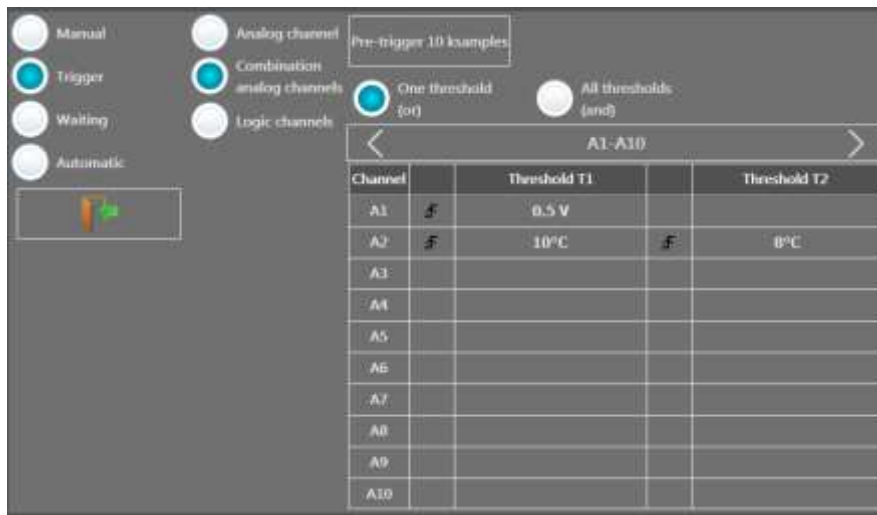 Manual
Analog channel
Pre-trigger 10 ksamples
Trigger
Combination
analog channels
One threshold
(or)
All thresholds
(and)
Waiting
Logic channels
Automatic
A1-A10
Channel Threshold T1 Threshold T2
A1 0.5 V
A2 10°C 8°C
A3
A4
A5
A6
A7
A8
A9
A10